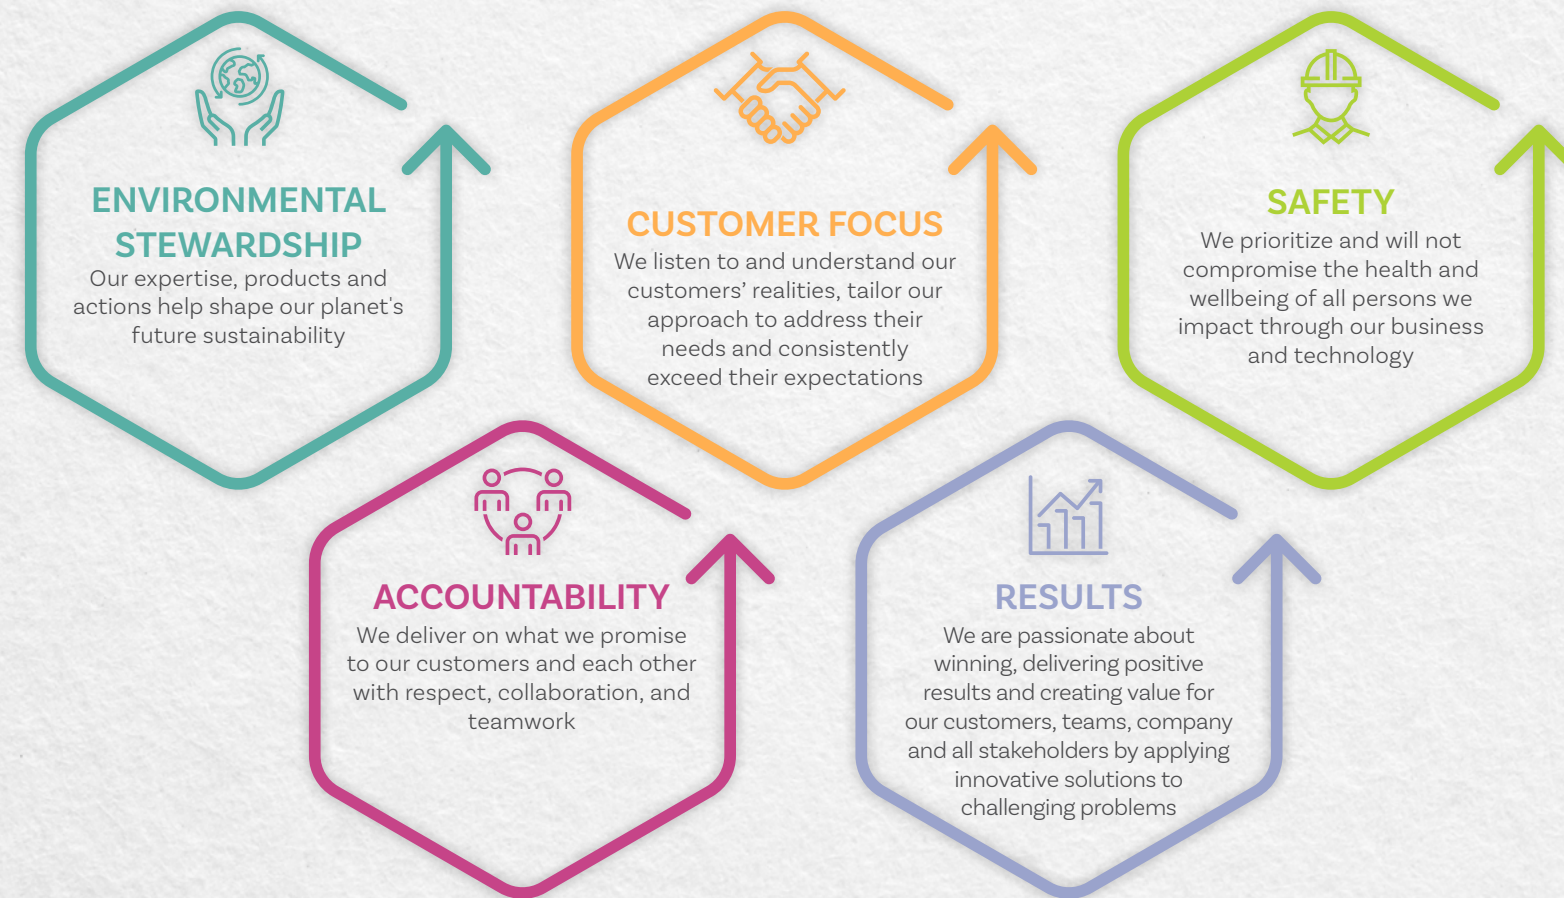 ENVIRONMENTAL
STEWARDSHIP
Our expertise, products and
actions help shape our planet's
future sustainability
CUSTOMER FOCUS
We listen to and understand our
customers’ realities, tailor our
approach to address their
needs and consistently
exceed their expectations
SAFETY
We prioritize and will not
compromise the health and
wellbeing of all persons we
impact through our business
and technology
ACCOUNTABILITY
We deliver on what we promise
to our customers and each other
with respect, collaboration, and
teamwork
RESULTS
We are passionate about
winning, delivering positive
results and creating value for
our customers, teams, company
and all stakeholders by applying
innovative solutions to
challenging problems